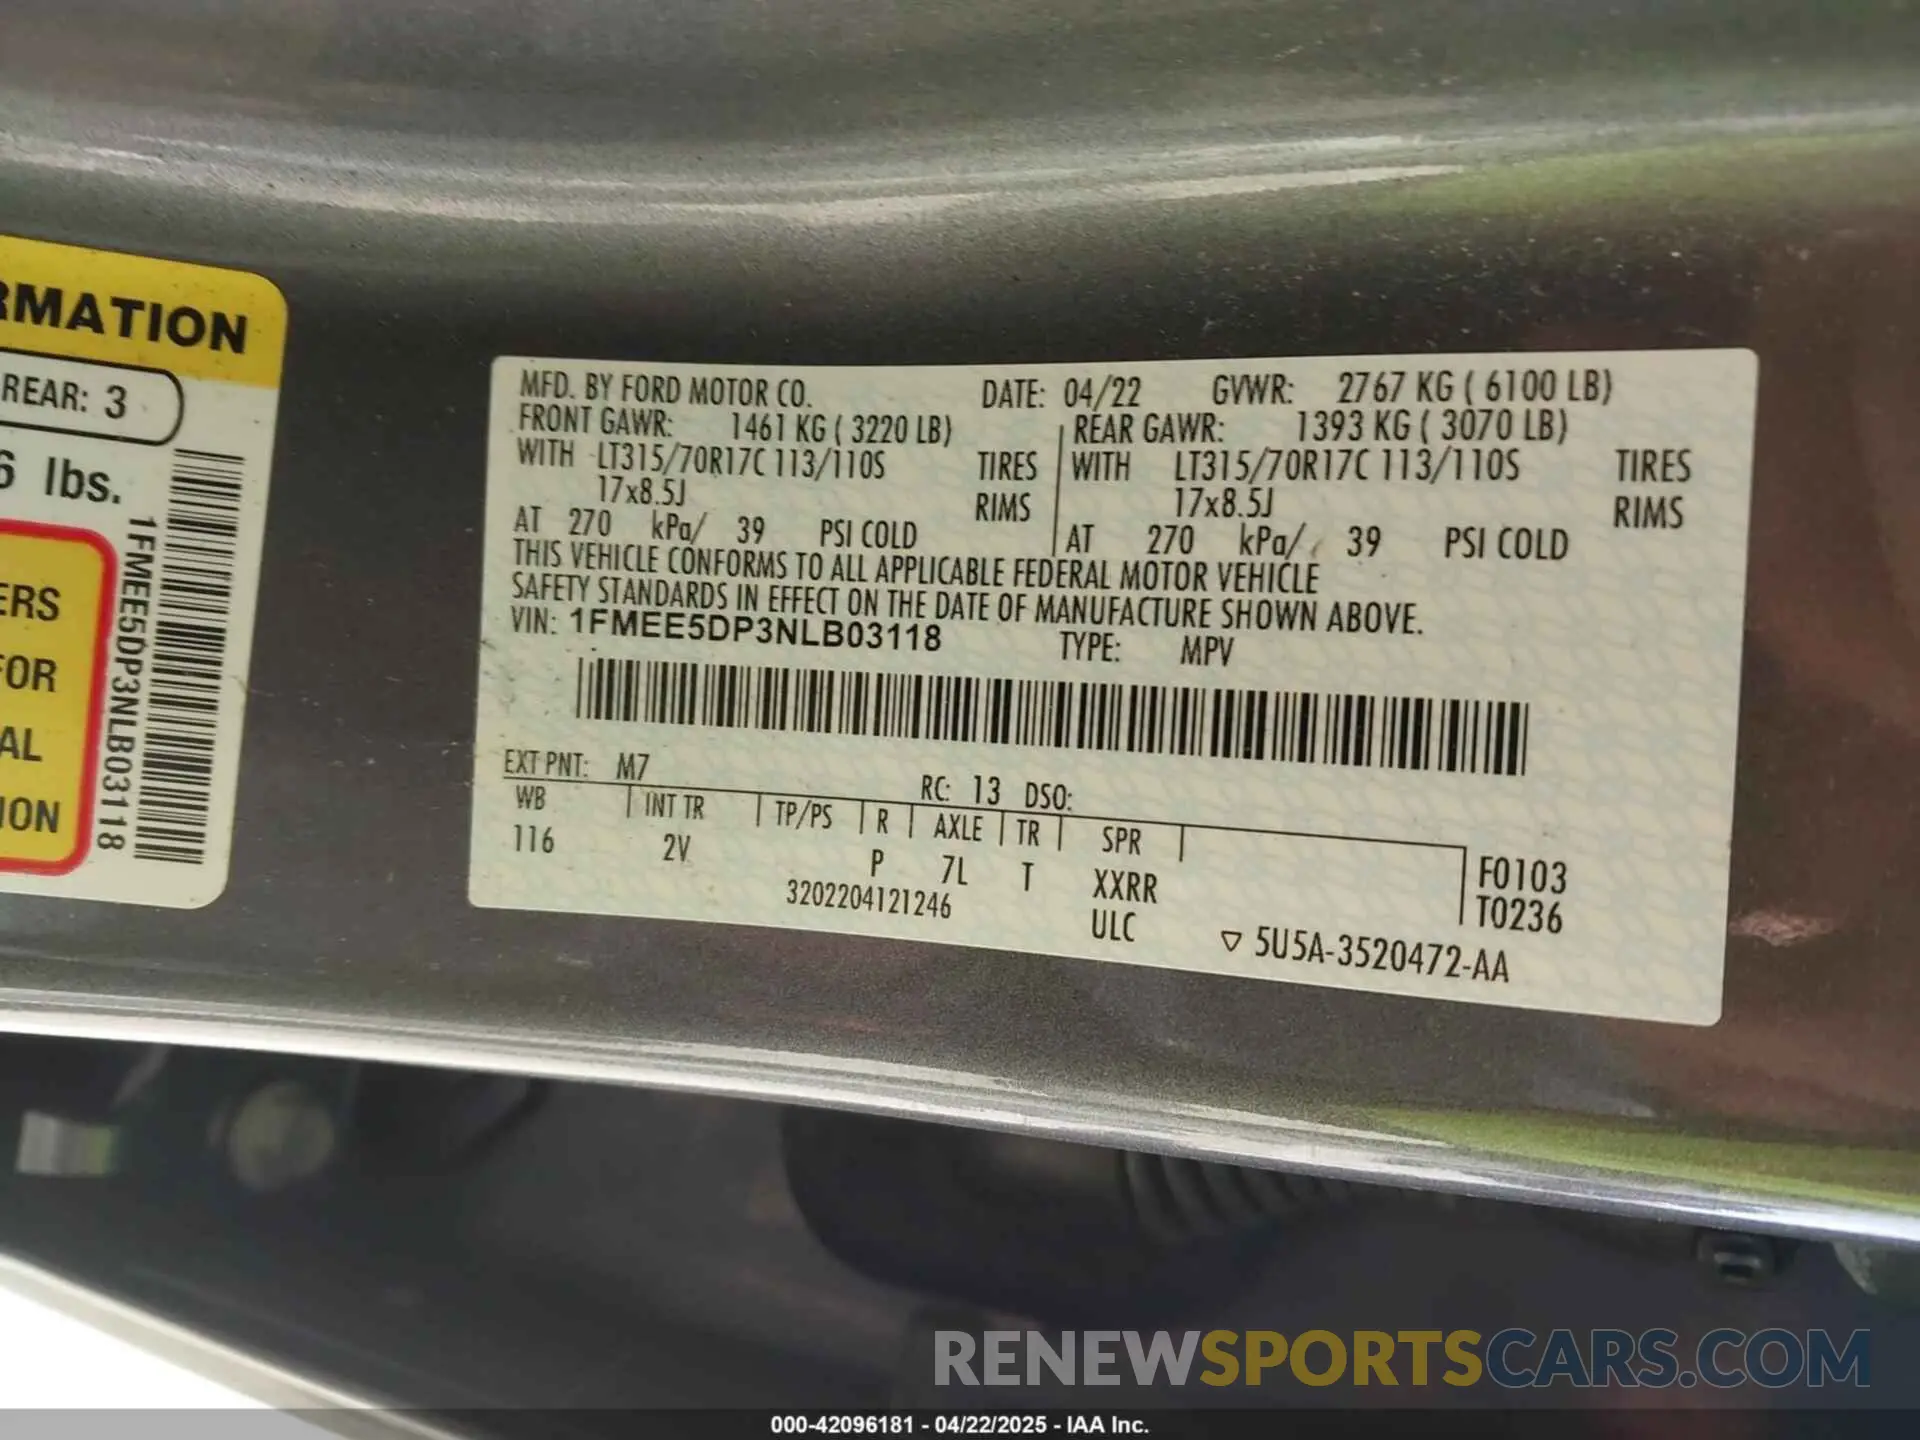 RMATION
REAR: 3
6 lbs.
ERS
FOR
AL
ION
1FMEE5DP3NLB03118
MFD. BY FORD MOTOR CO. DATE: 04/22 GVWR: 2767 KG ( 6100 LB)
FRONT GAWR: 1461 KG ( 3220 LB) REAR GAWR: 1393 KG ( 3070 LB)
WITH LT315/70R17C 113/110S TIRES WITH LT315/70R17C 113/110S TIRES
17x8.5J RIMS 17x8.5J RIMS
AT 270 kPa/ 39 PSI COLD AT 270 kPa/ 39 PSI COLD
THIS VEHICLE CONFORMS TO ALL APPLICABLE FEDERAL MOTOR VEHICLE
SAFETY STANDARDS IN EFFECT ON THE DATE OF MANUFACTURE SHOWN ABOVE.
VIN: 1FMEE5DP3NLB03118 TYPE: MPV
EXT PNT: M7 RC: 13 DSO:
WB INT TR TP/PS R AXLE TR SPR
116 2V P 7L T XXRR F0103
3202204121246 ULC T0236
▽ 5U5A-3520472-AA
RENEWSPORTSCARS.COM
000-42096181 - 04/22/2025 - IAA Inc.